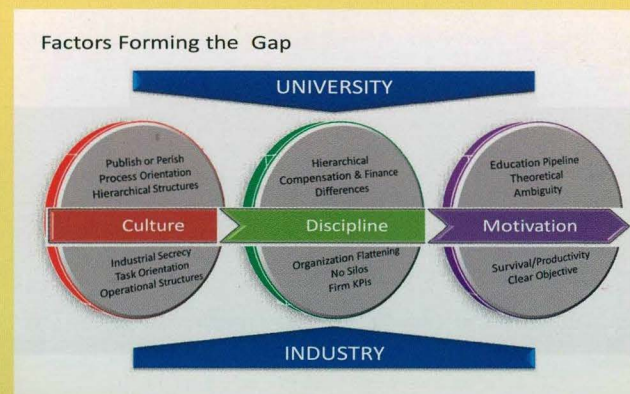 Factors Forming the Gap
UNIVERSITY
Publish or Perish
Process Orientation
Hierarchical Structures
Culture
Industrial Secrecy
Task Orientation
Operational Structures
Hierarchical
Compensation & Finance
Differences
Discipline
Organization Flattening
No Silos
Firm KPIs
Education Pipeline
Theoretical
Ambiguity
Motivation
Survival/Productivity
Clear Objective
INDUSTRY